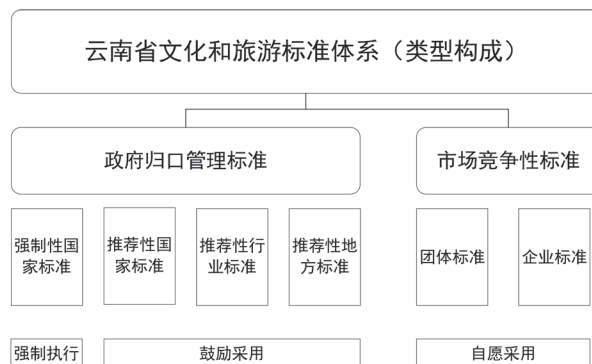 云南省文化和旅游标准体系（类型构成）
政府归口管理标准
市场竞争性标准
强制性国
家标准
推荐性国
家标准
推荐性行
业标准
推荐性地
方标准
团体标准
企业标准
强制执行
鼓励采用
自愿采用